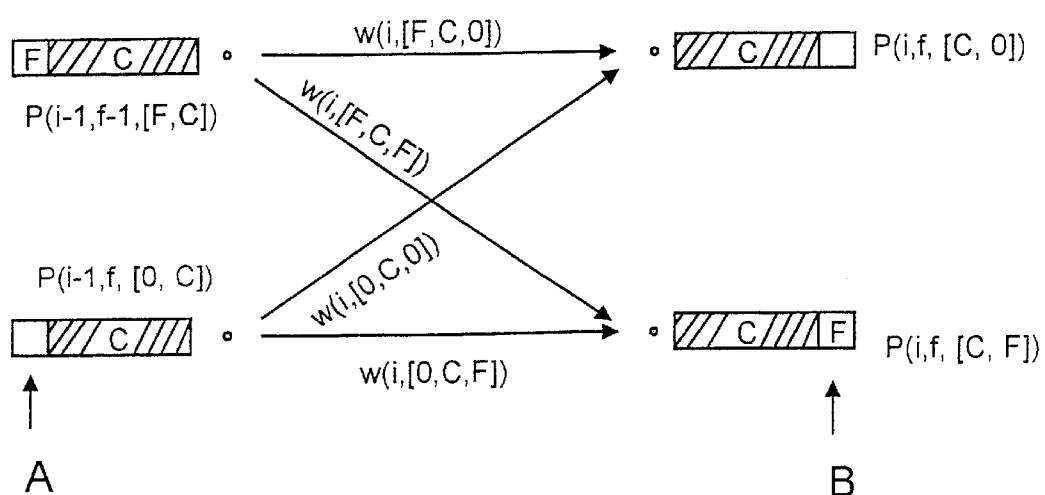 w(i,[F,C,0])
F C
C
P(i,f, [C, 0])
P(i-1,f-1,[F,C])
w(i,[F,C,F])
P(i-1,f, [0, C])
w(i,[0,C,0])
C
C F
P(i,f, [C, F])
w(i,[0,C,F])
A
B